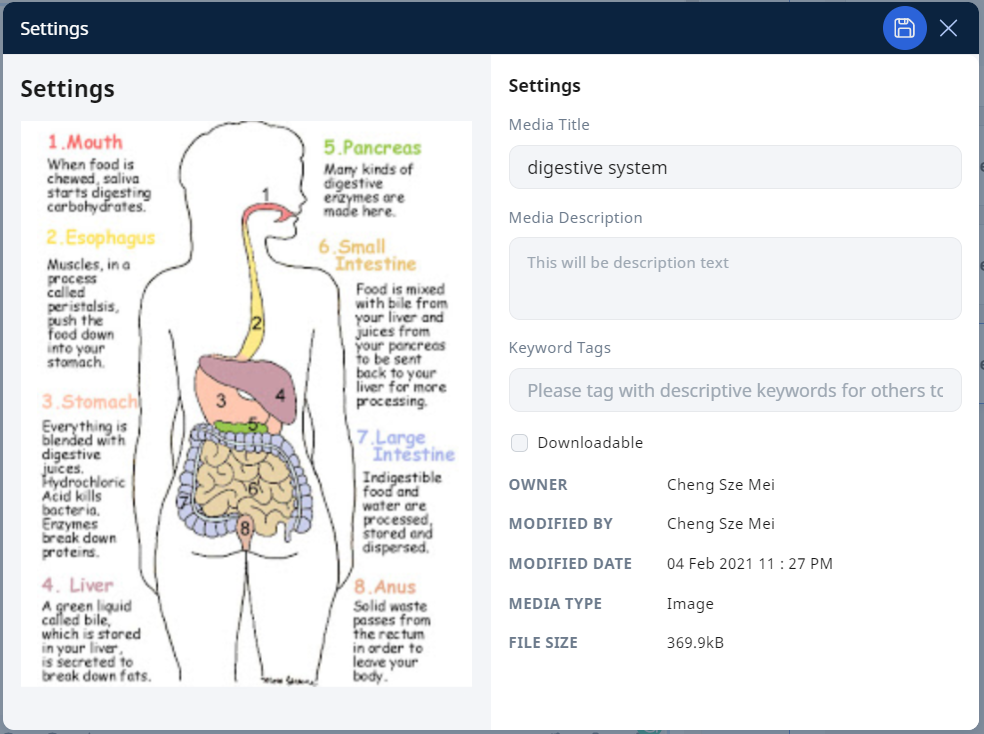 Settings
Settings
1.Mouth
When food is
chewed, saliva
starts digesting
carbohydrates.
2.Esophagus
Muscles, in a
process
called
peristalsis,
push the
food down
into your
stomach.
3.Stomach
Everything is
blended with
digestive
juices.
Hydrochloric
Acid kills
bacteria.
Enzymes
break down
proteins.
4. Liver
A green liquid
called bile,
which is stored
in your liver,
is secreted to
break down fats.
1
2
3
4
5
6
7
8
5.Pancreas
Many kinds of
digestive
enzymes are
made here.
6.Small
Intestine
Food is mixed
with bile from
your liver and
juices from
your pancreas
to be sent
back to your
liver for more
processing.
7.Large
Intestine
Indigestible
food and
water are
processed,
stored and
dispersed.
8.Anus
Solid waste
passes from
the rectum
in order to
leave your
body.
Settings
Media Title
digestive system
Media Description
This will be description text
Keyword Tags
Please tag with descriptive keywords for others tc
Downloadable
OWNER Cheng Sze Mei
MODIFIED BY Cheng Sze Mei
MODIFIED DATE 04 Feb 2021 11 : 27 PM
MEDIA TYPE Image
FILE SIZE 369.9kB